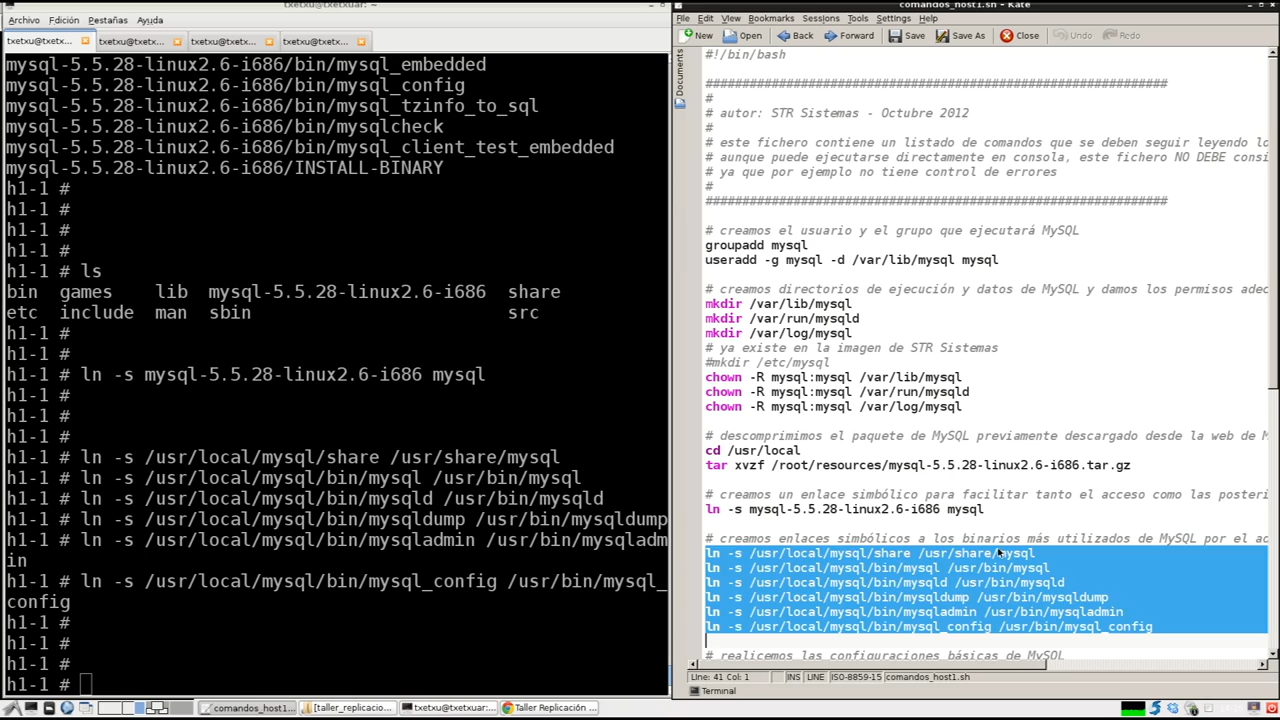 txetxu@txetxuar: ~
Archivo Edición Pestañas Ayuda
txetxu@txetx... txetxu@txetx... txetxu@txetx... txetxu@txetx...
mysql-5.5.28-linux2.6-i686/bin/mysql_embedded
mysql-5.5.28-linux2.6-i686/bin/mysql_config
mysql-5.5.28-linux2.6-i686/bin/mysql_tzinfo_to_sql
mysql-5.5.28-linux2.6-i686/bin/mysqlcheck
mysql-5.5.28-linux2.6-i686/bin/mysql_client_test_embedded
mysql-5.5.28-linux2.6-i686/INSTALL-BINARY
h1-1 #
h1-1 #
h1-1 #
h1-1 #
h1-1 # ls
bin games lib mysql-5.5.28-linux2.6-i686 share
etc include man sbin src
h1-1 #
h1-1 #
h1-1 # ln -s mysql-5.5.28-linux2.6-i686 mysql
h1-1 #
h1-1 #
h1-1 #
h1-1 # ln -s /usr/local/mysql/share /usr/share/mysql
h1-1 # ln -s /usr/local/mysql/bin/mysql /usr/bin/mysql
h1-1 # ln -s /usr/local/mysql/bin/mysqld /usr/bin/mysqld
h1-1 # ln -s /usr/local/mysql/bin/mysqldump /usr/bin/mysqldump
h1-1 # ln -s /usr/local/mysql/bin/mysqladmin /usr/bin/mysqladm
in
h1-1 # ln -s /usr/local/mysql/bin/mysql_config /usr/bin/mysql_
config
h1-1 #
h1-1 #
h1-1 #
h1-1 #
comandos_host1.sh - Kate
File Edit View Bookmarks Sessions Tools Settings Help
New Open Back Forward Save Save As Close Undo Redo
Documents
#!/bin/bash
###############################################################
#
# autor: STR Sistemas - Octubre 2012
#
# este fichero contiene un listado de comandos que se deben seguir leyendo lo
# aunque puede ejecutarse directamente en consola, este fichero NO DEBE consi
# ya que por ejemplo no tiene control de errores
#
###############################################################
# creamos el usuario y el grupo que ejecutará MySQL
groupadd mysql
useradd -g mysql -d /var/lib/mysql mysql
# creamos directorios de ejecución y datos de MySQL y damos los permisos adec
mkdir /var/lib/mysql
mkdir /var/run/mysqld
mkdir /var/log/mysql
# ya existe en la imagen de STR Sistemas
#mkdir /etc/mysql
chown -R mysql:mysql /var/lib/mysql
chown -R mysql:mysql /var/run/mysqld
chown -R mysql:mysql /var/log/mysql
# descomprimimos el paquete de MySQL previamente descargado desde la web de M
cd /usr/local
tar xvzf /root/resources/mysql-5.5.28-linux2.6-i686.tar.gz
# creamos un enlace simbólico para facilitar tanto el acceso como las posteri
ln -s mysql-5.5.28-linux2.6-i686 mysql
# creamos enlaces simbólicos a los binarios más utilizados de MySQL por el ad
ln -s /usr/local/mysql/share /usr/share/mysql
ln -s /usr/local/mysql/bin/mysql /usr/bin/mysql
ln -s /usr/local/mysql/bin/mysqld /usr/bin/mysqld
ln -s /usr/local/mysql/bin/mysqldump /usr/bin/mysqldump
ln -s /usr/local/mysql/bin/mysqladmin /usr/bin/mysqladmin
ln -s /usr/local/mysql/bin/mysql_config /usr/bin/mysql_config
# realicemos las configuraciones básicas de MySQL
Line: 41 Col: 1 INS LINE ISO-8859-15 comandos_host1.sh
Terminal
comandos_host1... [taller_replicacio... txetxu@txetxuar:... Taller Replicación ...